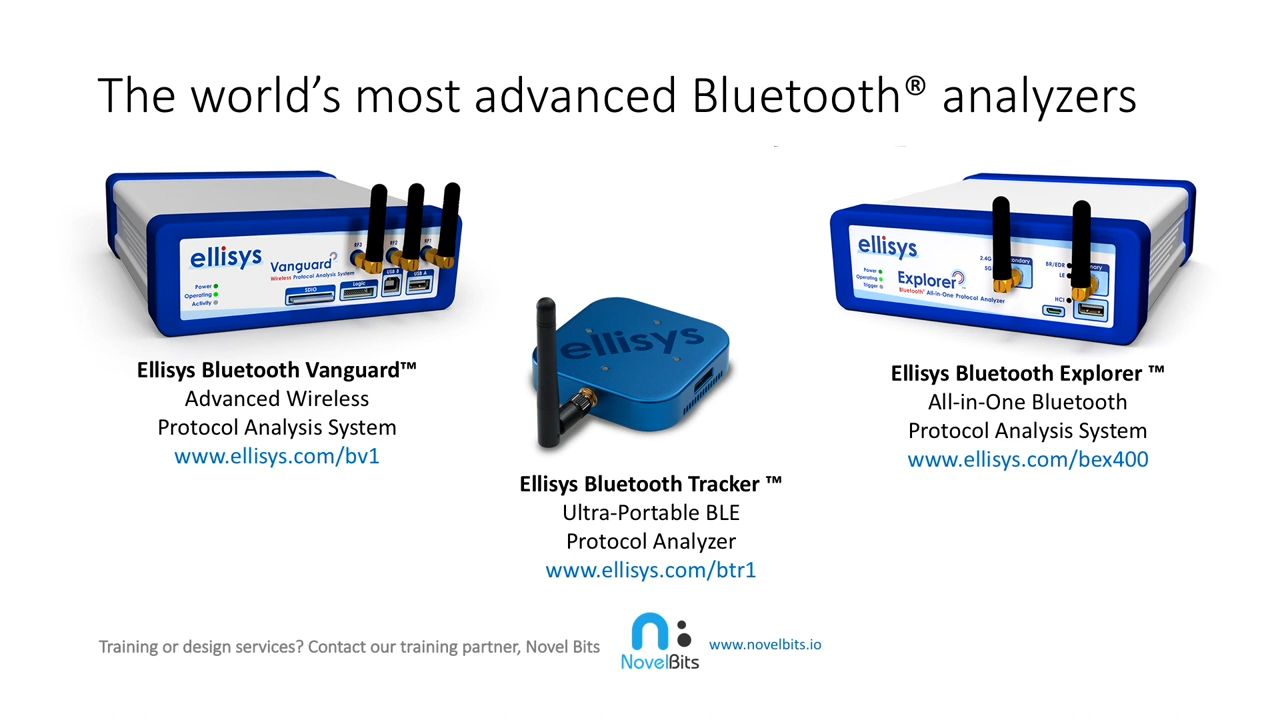 The world's most advanced Bluetooth® analyzers
ellisys
Vanguard
Wireless Protocol Analysis System
Power
Operating
Activity
SDIO
Logic
USB B
USB A
RF3
RF2
RF1
Ellisys Bluetooth Vanguard™
Advanced Wireless
Protocol Analysis System
www.ellisys.com/bv1
ellisys
Ellisys Bluetooth Tracker ™
Ultra-Portable BLE
Protocol Analyzer
www.ellisys.com/btr1
ellisys
Explorer
Bluetooth® All-in-One Protocol Analyzer
Power
Operating
Trigger
BR/EDR
LE
HCI
Ellisys Bluetooth Explorer ™
All-in-One Bluetooth
Protocol Analysis System
www.ellisys.com/bex400
Training or design services? Contact our training partner, Novel Bits
NovelBits
www.novelbits.io